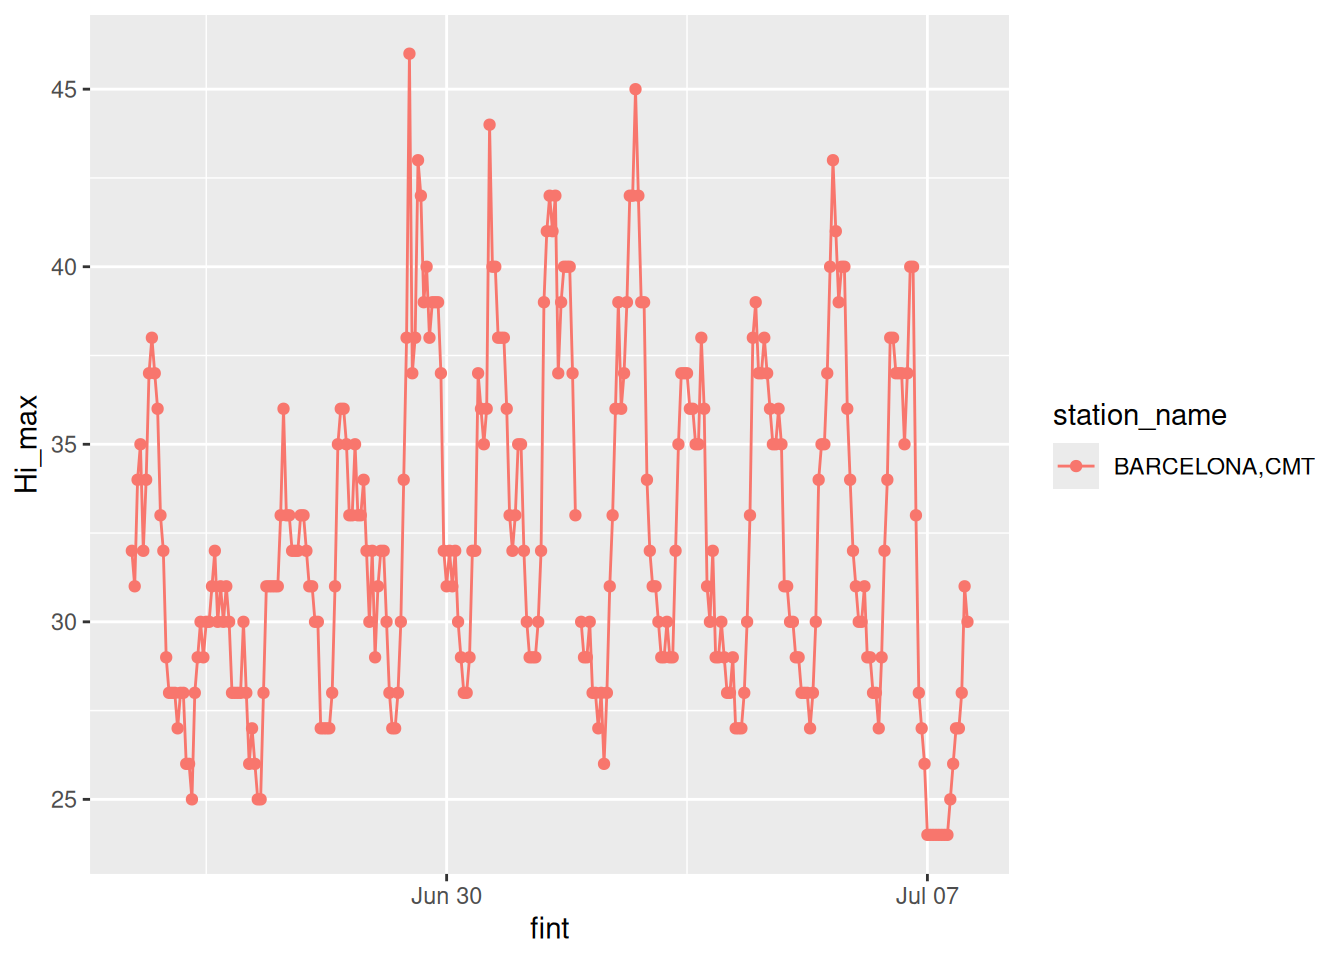 45
40
35
30
25
Hi_max
Jun 30
Jul 07
fint
station_name
BARCELONA,CMT